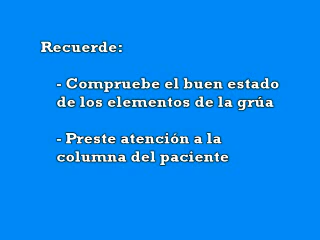 Recuerde:
- Compruebe el buen estado
de los elementos de la grúa
- Preste atención a la
columna del paciente